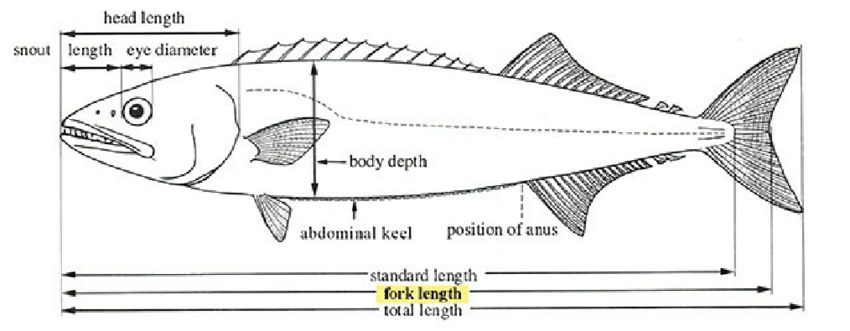 head length
snout length eye diameter
body depth
abdominal keel
position of anus
standard length
fork length
total length